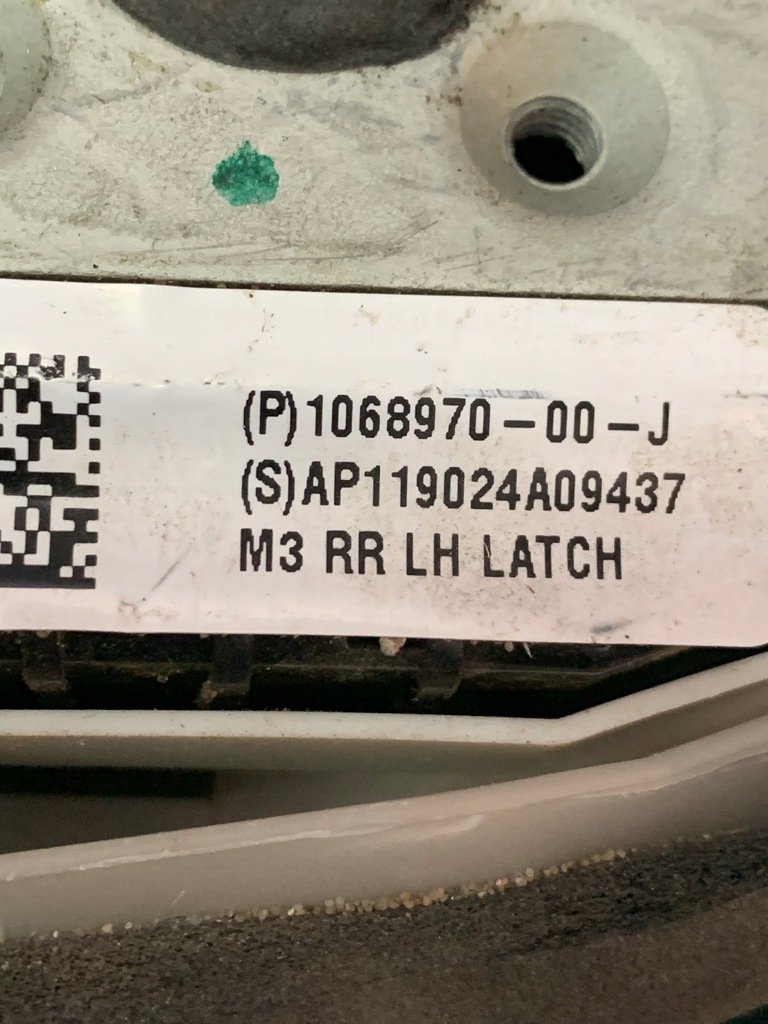 (P)1068970-00-J
(S)AP119024A09437
M3 RR LH LATCH